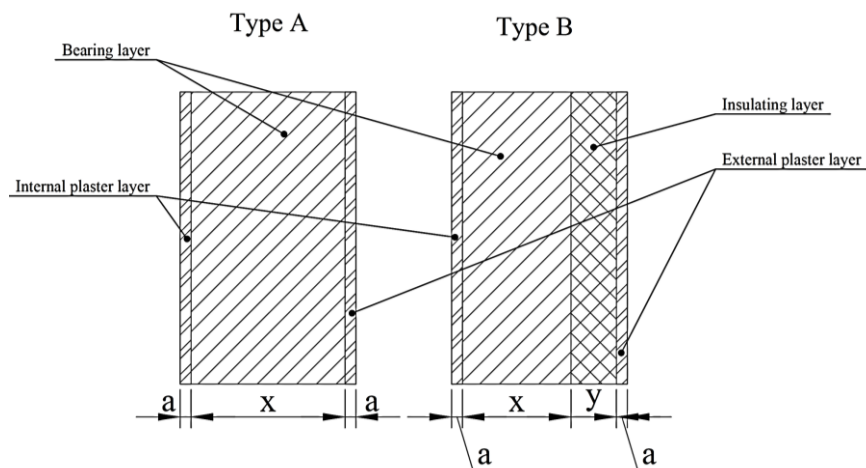 Type A
Type B
Bearing layer
Insulating layer
External plaster layer
Internal plaster layer
a
x
a
x
y
a
a